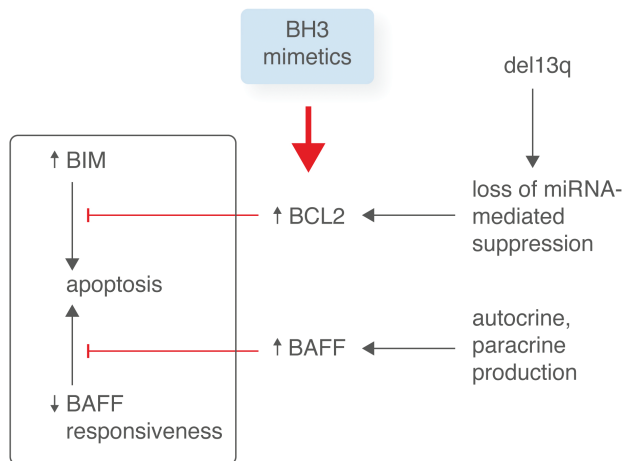 BH3
mimetics
del13q
↑ BIM
loss of miRNA-
mediated
suppression
↑ BCL2
apoptosis
autocrine,
paracrine
production
↑ BAFF
↓ BAFF
responsiveness